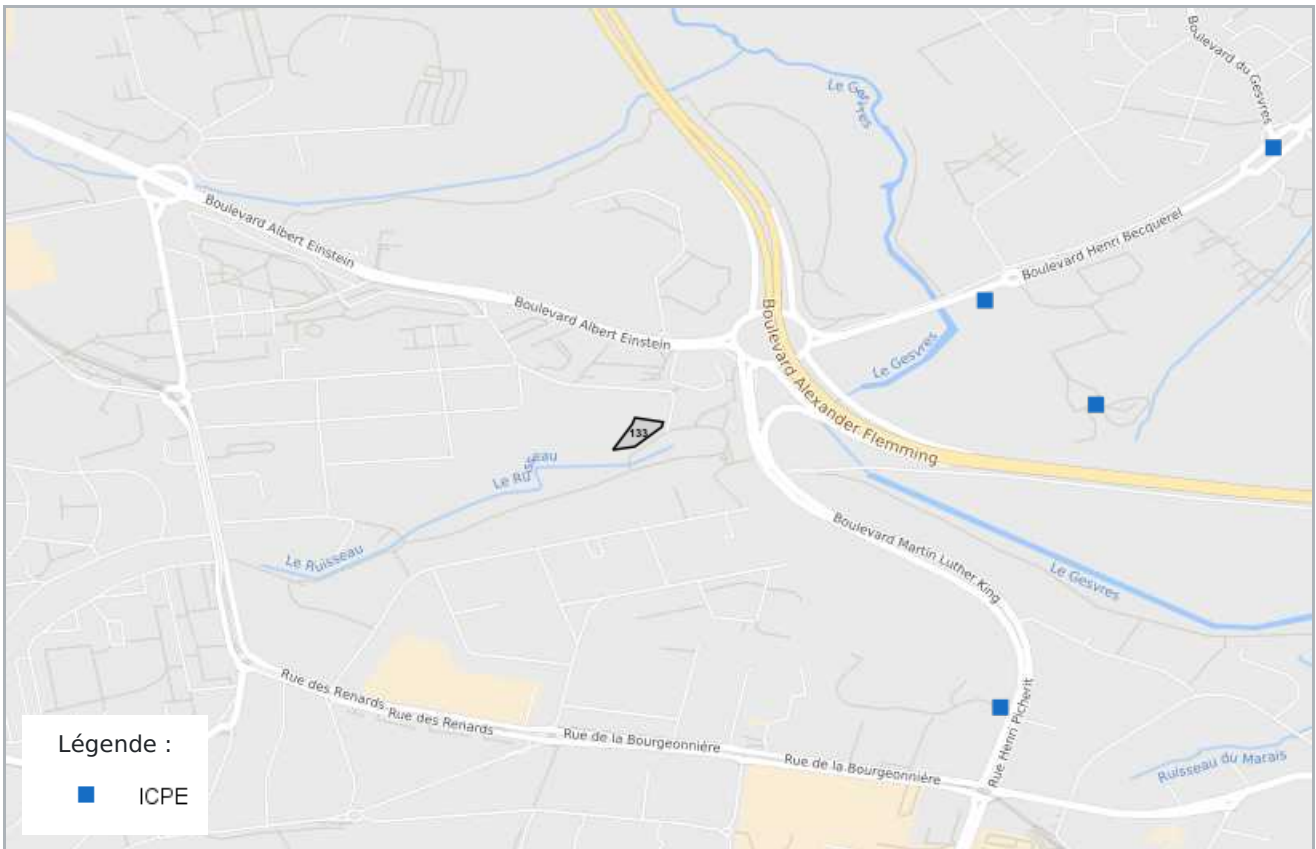 Boulevard du Gesvres
Le Gesvres
Boulevard Albert Einstein
Boulevard Henri Becquerel
Boulevard Albert Einstein
Boulevard Alexander Flemming
Le Gesvres
133
Le Ruisseau
Le Ruisseau
Boulevard Martin Luther King
Le Gesvres
Rue des Renards
Rue des Renards
Rue de la Bourgeonnière
Rue de la Bourgeonnière
Rue Henri Picherit
Ruisseau du Marais
Légende :
ICPE